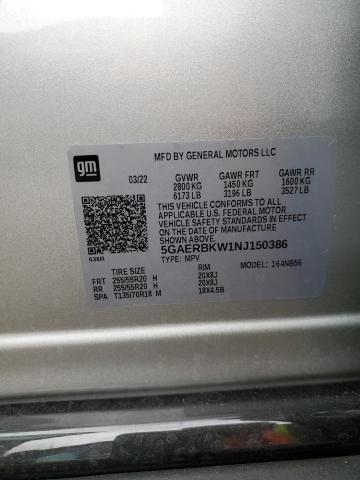 gm
MFD BY GENERAL MOTORS LLC
03/22 GVWR GAWR FRT GAWR RR
2800 KG 1450 KG 1600 KG
6173 LB 3196 LB 3527 LB
THIS VEHICLE CONFORMS TO ALL
APPLICABLE U.S. FEDERAL MOTOR
VEHICLE SAFETY STANDARDS IN
EFFECT ON THE DATE OF MANUFACTURE
SHOWN ABOVE.
5GAERBKW1NJ150386
636R TYPE: MPV
TIRE SIZE RIM MODEL: 164NB56
FRT 255/55R20 H 20X8J
RR 255/55R20 H 20X8J
SPA T135/70R18 M 18X4.5B